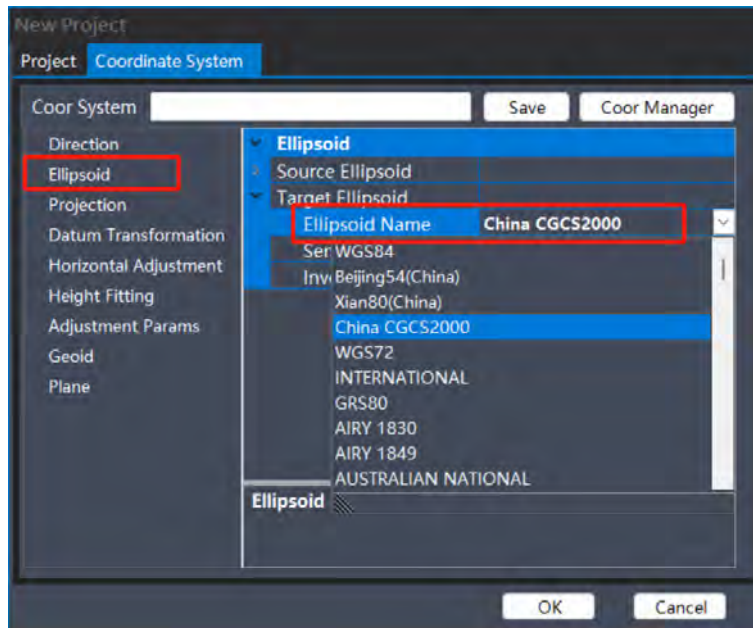 New Project
Project Coordinate System
Coor System Save Coor Manager
Direction
Ellipsoid
Projection
Datum Transformation
Horizontal Adjustment
Height Fitting
Adjustment Params
Geoid
Plane
Ellipsoid
Source Ellipsoid
Target Ellipsoid
Ellipsoid Name China CGCS2000
Ser WGS84
Inv Beijing54(China)
Xian80(China)
China CGCS2000
WGS72
INTERNATIONAL
GRS80
AIRY 1830
AIRY 1849
AUSTRALIAN NATIONAL
Ellipsoid
OK Cancel